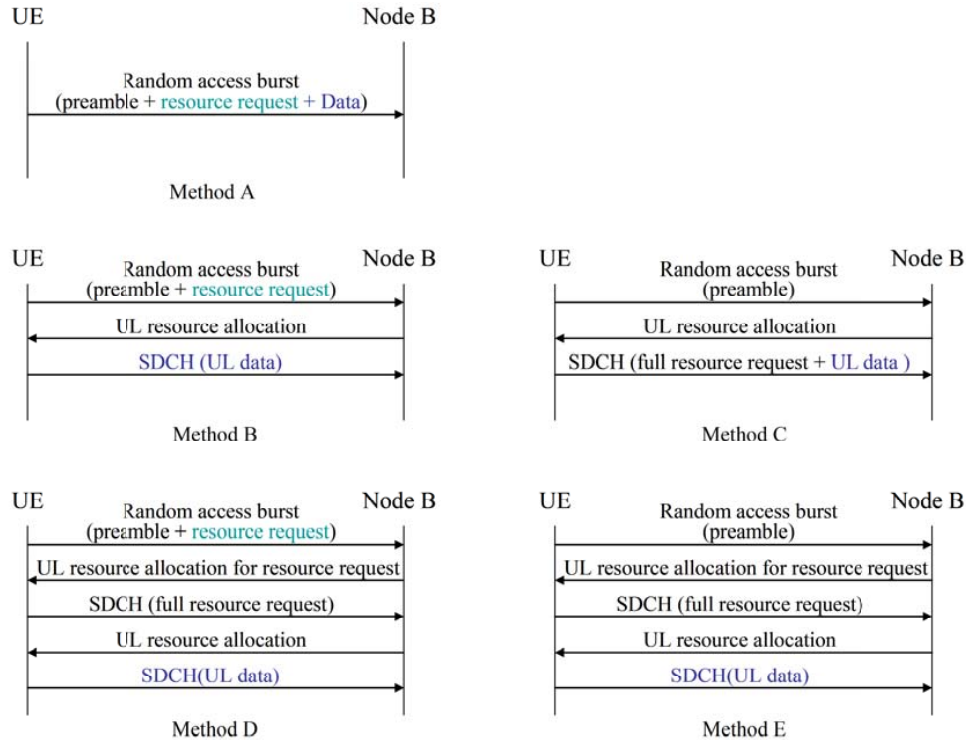 UE
Node B
Random access burst
(preamble + resource request + Data)
Method A
UE
Node B
Random access burst
(preamble + resource request)
UL resource allocation
SDCH (UL data)
Method B
UE
Node B
Random access burst
(preamble)
UL resource allocation
SDCH (full resource request + UL data )
Method C
UE
Node B
Random access burst
(preamble + resource request)
UL resource allocation for resource request
SDCH (full resource request)
UL resource allocation
SDCH(UL data)
Method D
UE
Node B
Random access burst
(preamble)
UL resource allocation for resource request
SDCH (full resource request)
UL resource allocation
SDCH(UL data)
Method E